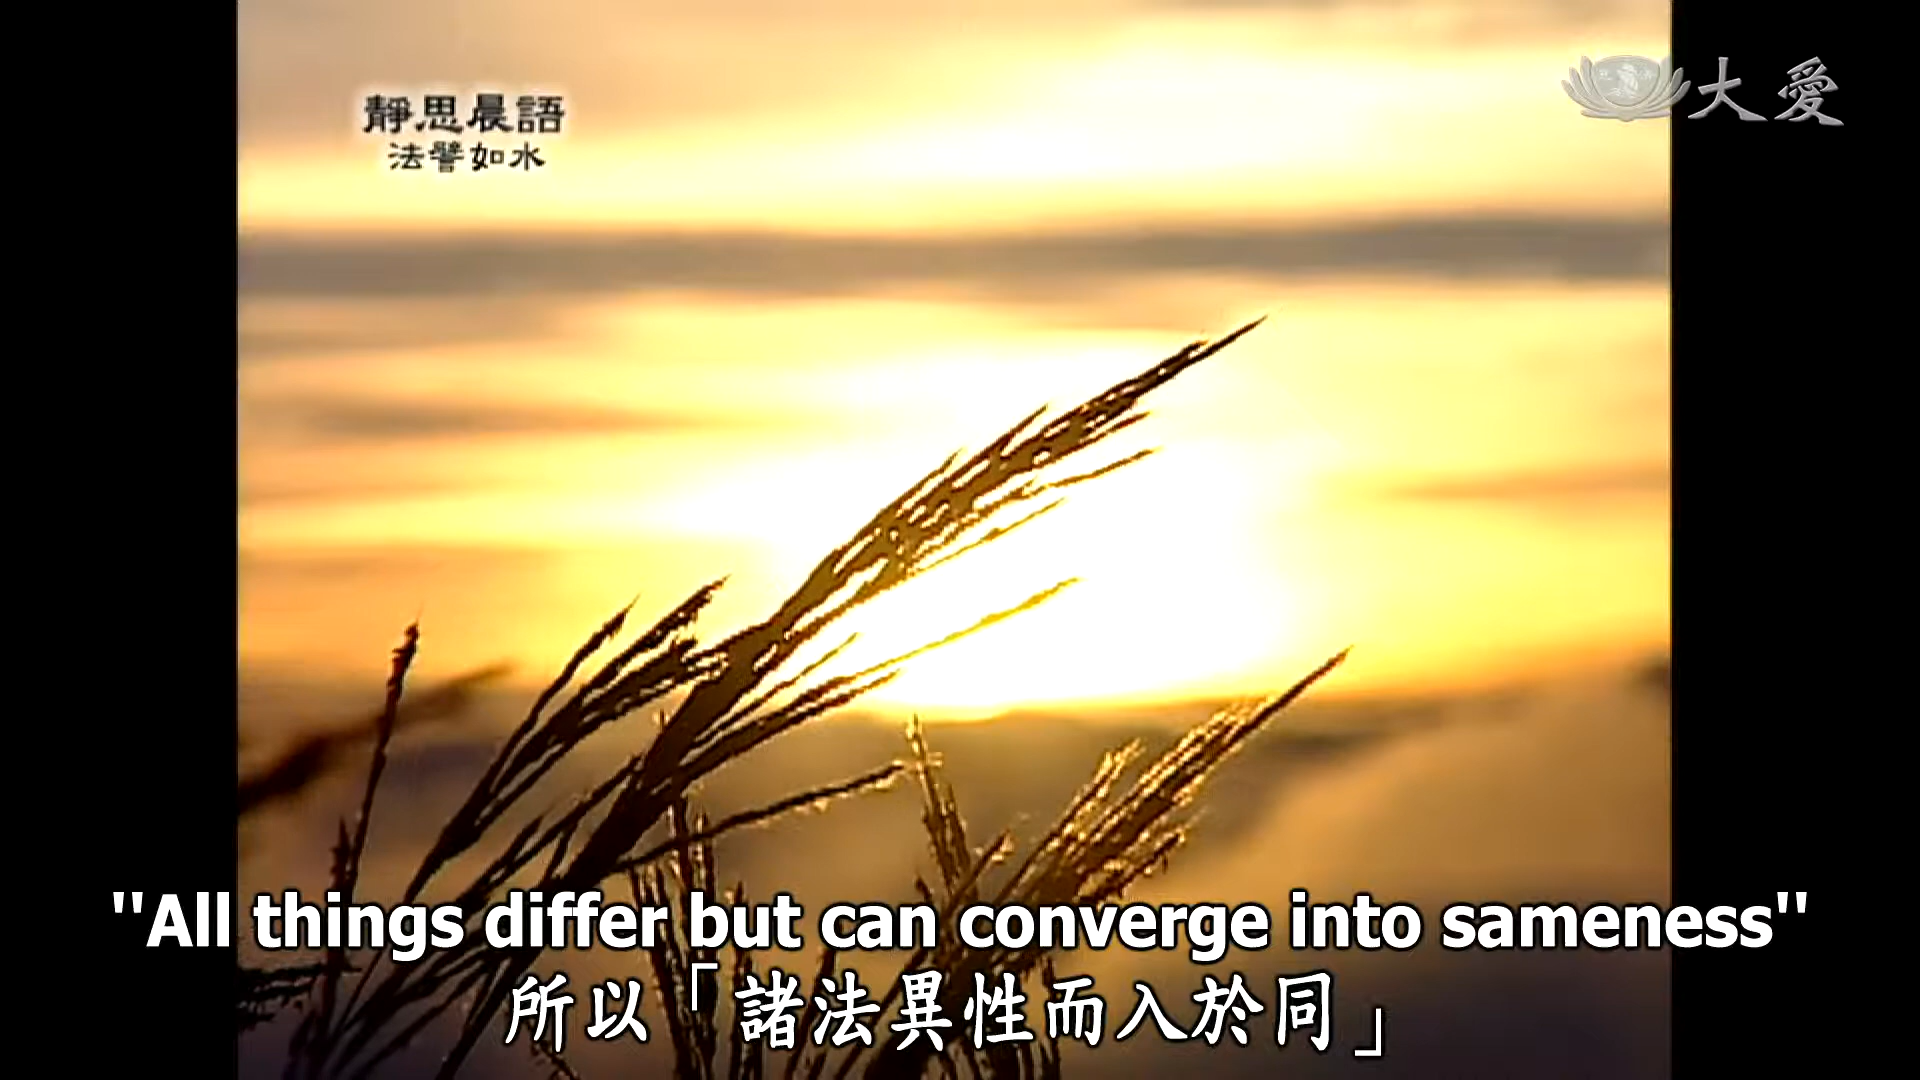 靜思晨語
法譬如水
大愛
"All things differ but can converge into sameness"
所以「諸法異性而入於同」